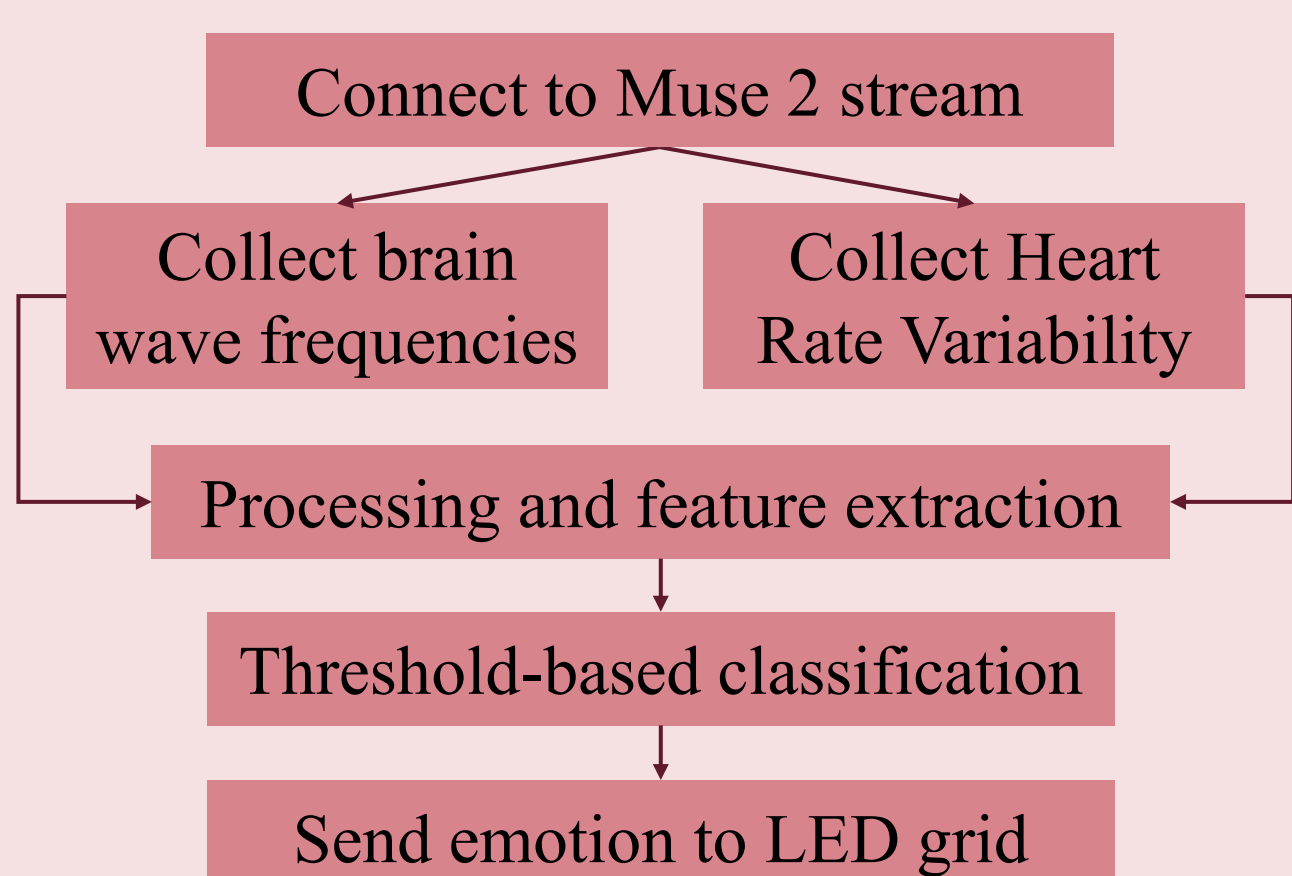 Connect to Muse 2 stream
Collect brain
wave frequencies
Collect Heart
Rate Variability
Processing and feature extraction
Threshold-based classification
Send emotion to LED grid